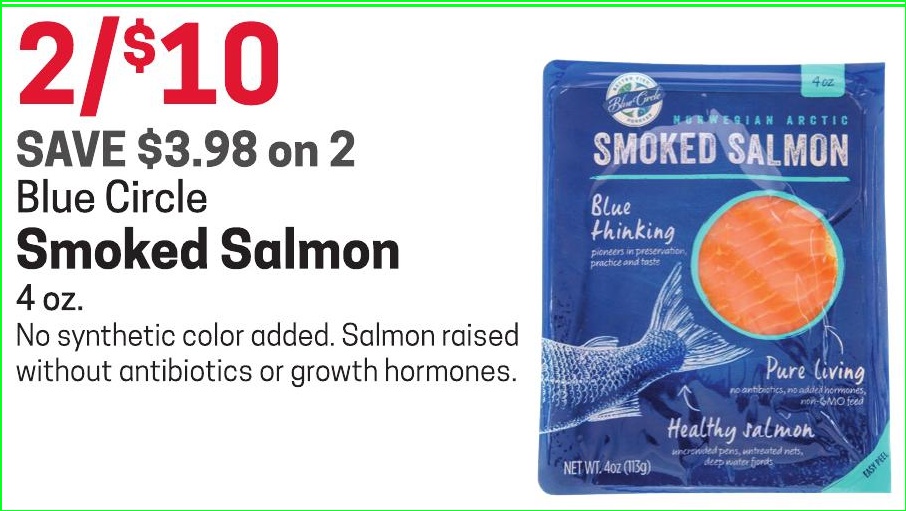 2/$10
SAVE $3.98 on 2
Blue Circle
Smoked Salmon
4 oz.
No synthetic color added. Salmon raised
without antibiotics or growth hormones.
4 oz
Blue Circle
NORWEGIAN ARCTIC
SMOKED SALMON
Blue
thinking
pioneers in preservation,
practice and taste
Pure living
no antibiotics, no added hormones,
non-GMO feed
Healthy salmon
uncrowded pens, untreated nets,
deep water fjords
NET WT. 4oz (113g)
EASY PEEL